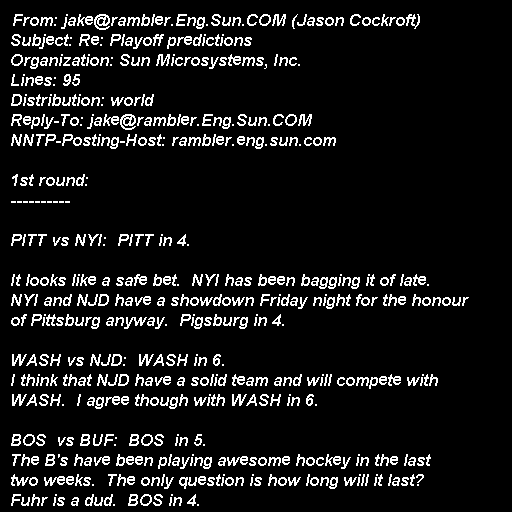 From: jake@rambler.Eng.Sun.COM (Jason Cockroft)
Subject: Re: Playoff predictions
Organization: Sun Microsystems, Inc.
Lines: 95
Distribution: world
Reply-To: jake@rambler.Eng.Sun.COM
NNTP-Posting-Host: rambler.eng.sun.com

1st round:
----------

PITT vs NYI:  PITT in 4.

It looks like a safe bet.  NYI has been bagging it of late.
NYI and NJD have a showdown Friday night for the honour
of Pittsburg anyway.  Pigsburg in 4.

WASH vs NJD:  WASH in 6.
I think that NJD have a solid team and will compete with
WASH.  I agree though with WASH in 6.

BOS  vs BUF:  BOS  in 5.
The B's have been playing awesome hockey in the last
two weeks.  The only question is how long will it last?
Fuhr is a dud.  BOS in 4.